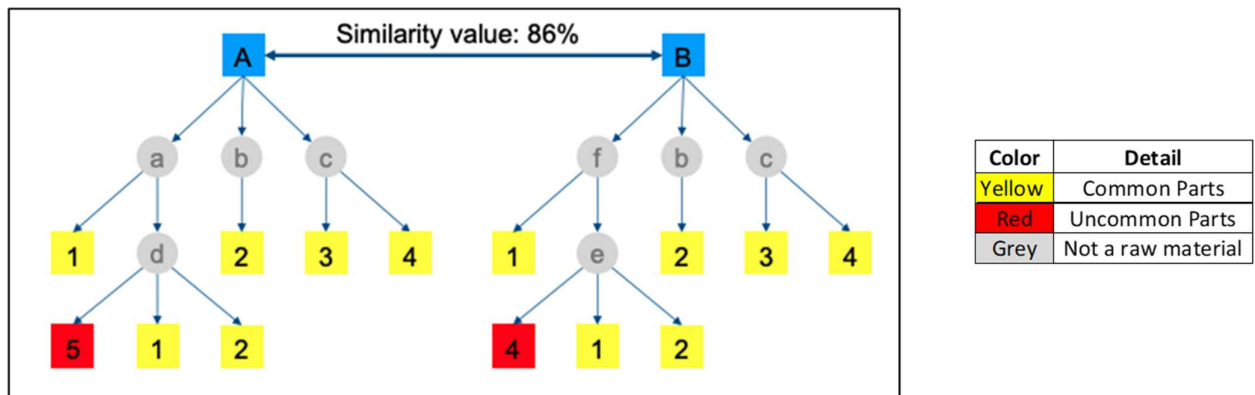 Similarity value: 86%
A B
a b c f b c
1 d 2 3 4 1 e 2 3 4
5 1 2 4 1 2
Color Detail
Yellow Common Parts
Red Uncommon Parts
Grey Not a raw material